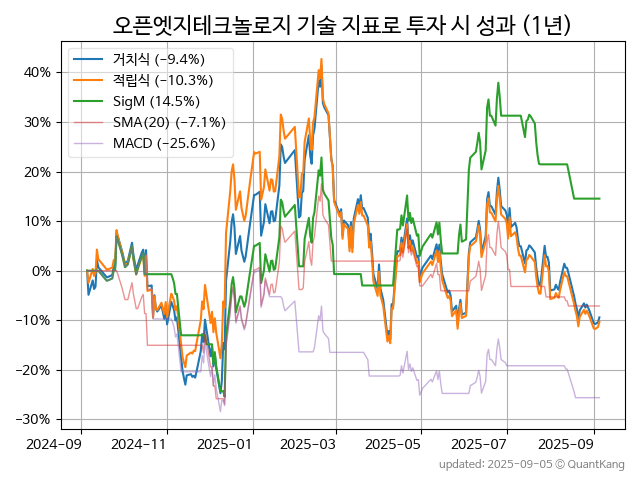 오픈엣지테크놀로지 기술 지표로 투자 시 성과 (1년)
거치식 (−9.4%)
적립식 (−10.3%)
SigM (14.5%)
SMA(20) (−7.1%)
MACD (−25.6%)
40%
30%
20%
10%
0%
−10%
−20%
−30%
2024-09 2024-11 2025-01 2025-03 2025-05 2025-07 2025-09
updated: 2025-09-05 © QuantKang